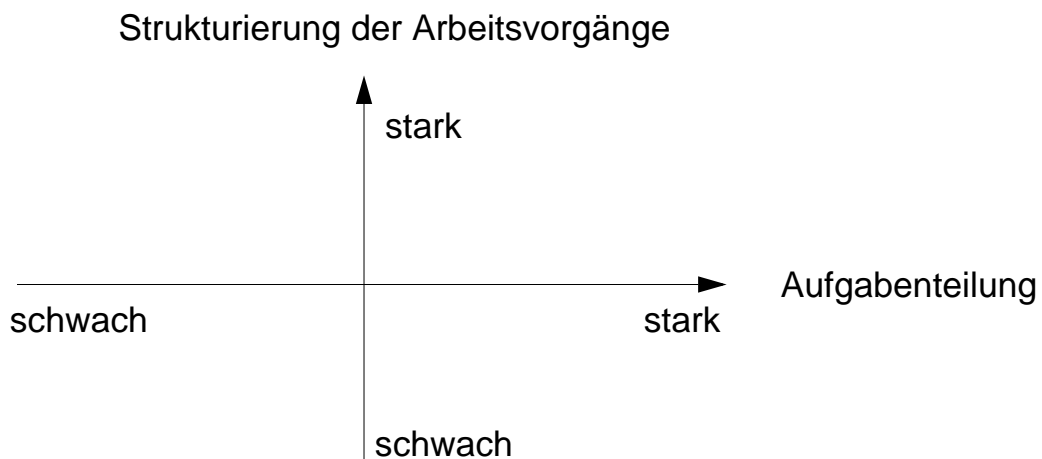 Strukturierung der Arbeitsvorgänge
stark
Aufgabenteilung
schwach
stark
schwach